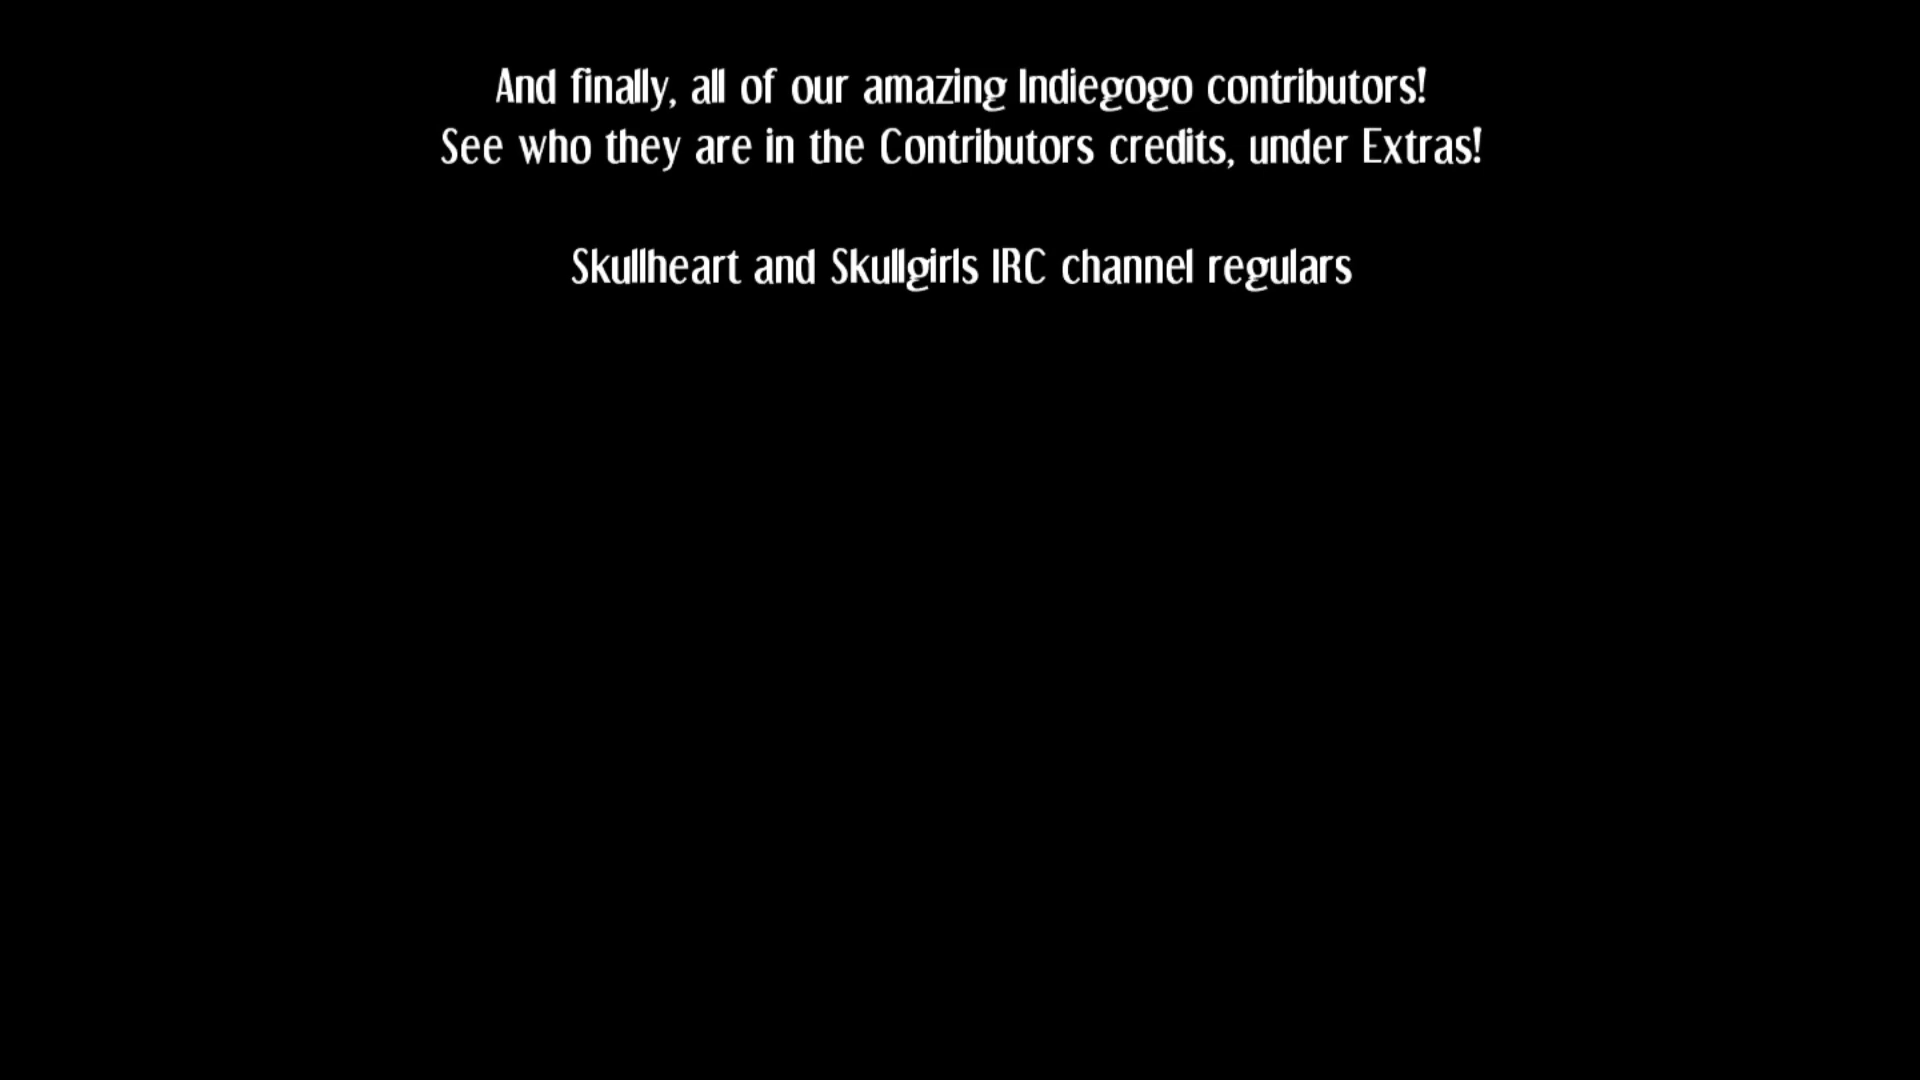 And finally, all of our amazing Indiegogo contributors!
See who they are in the Contributors credits, under Extras!
Skullheart and Skullgirls IRC channel regulars